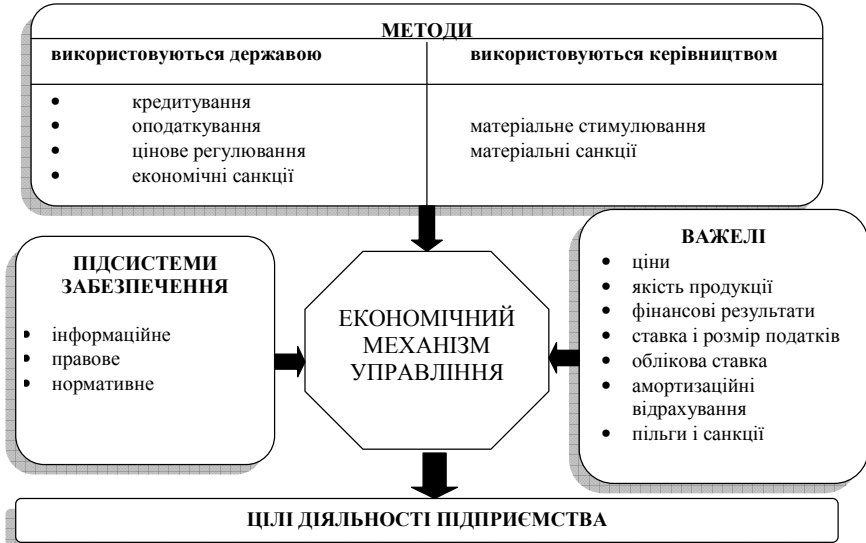 МЕТОДИ
використовуються державою
використовуються керівництвом
• кредитування
• оподаткування
• цінове регулювання
• економічні санкції
матеріальне стимулювання
матеріальні санкції
ПІДСИСТЕМИ
ЗАБЕЗПЕЧЕННЯ
• інформаційне
• правове
• нормативне
ЕКОНОМІЧНИЙ
МЕХАНІЗМ
УПРАВЛІННЯ
ВАЖЕЛІ
• ціни
• якість продукції
• фінансові результати
• ставка і розмір податків
• облікова ставка
• амортизаційні
відрахування
• пільги і санкції
ЦІЛІ ДІЯЛЬНОСТІ ПІДПРИЄМСТВА